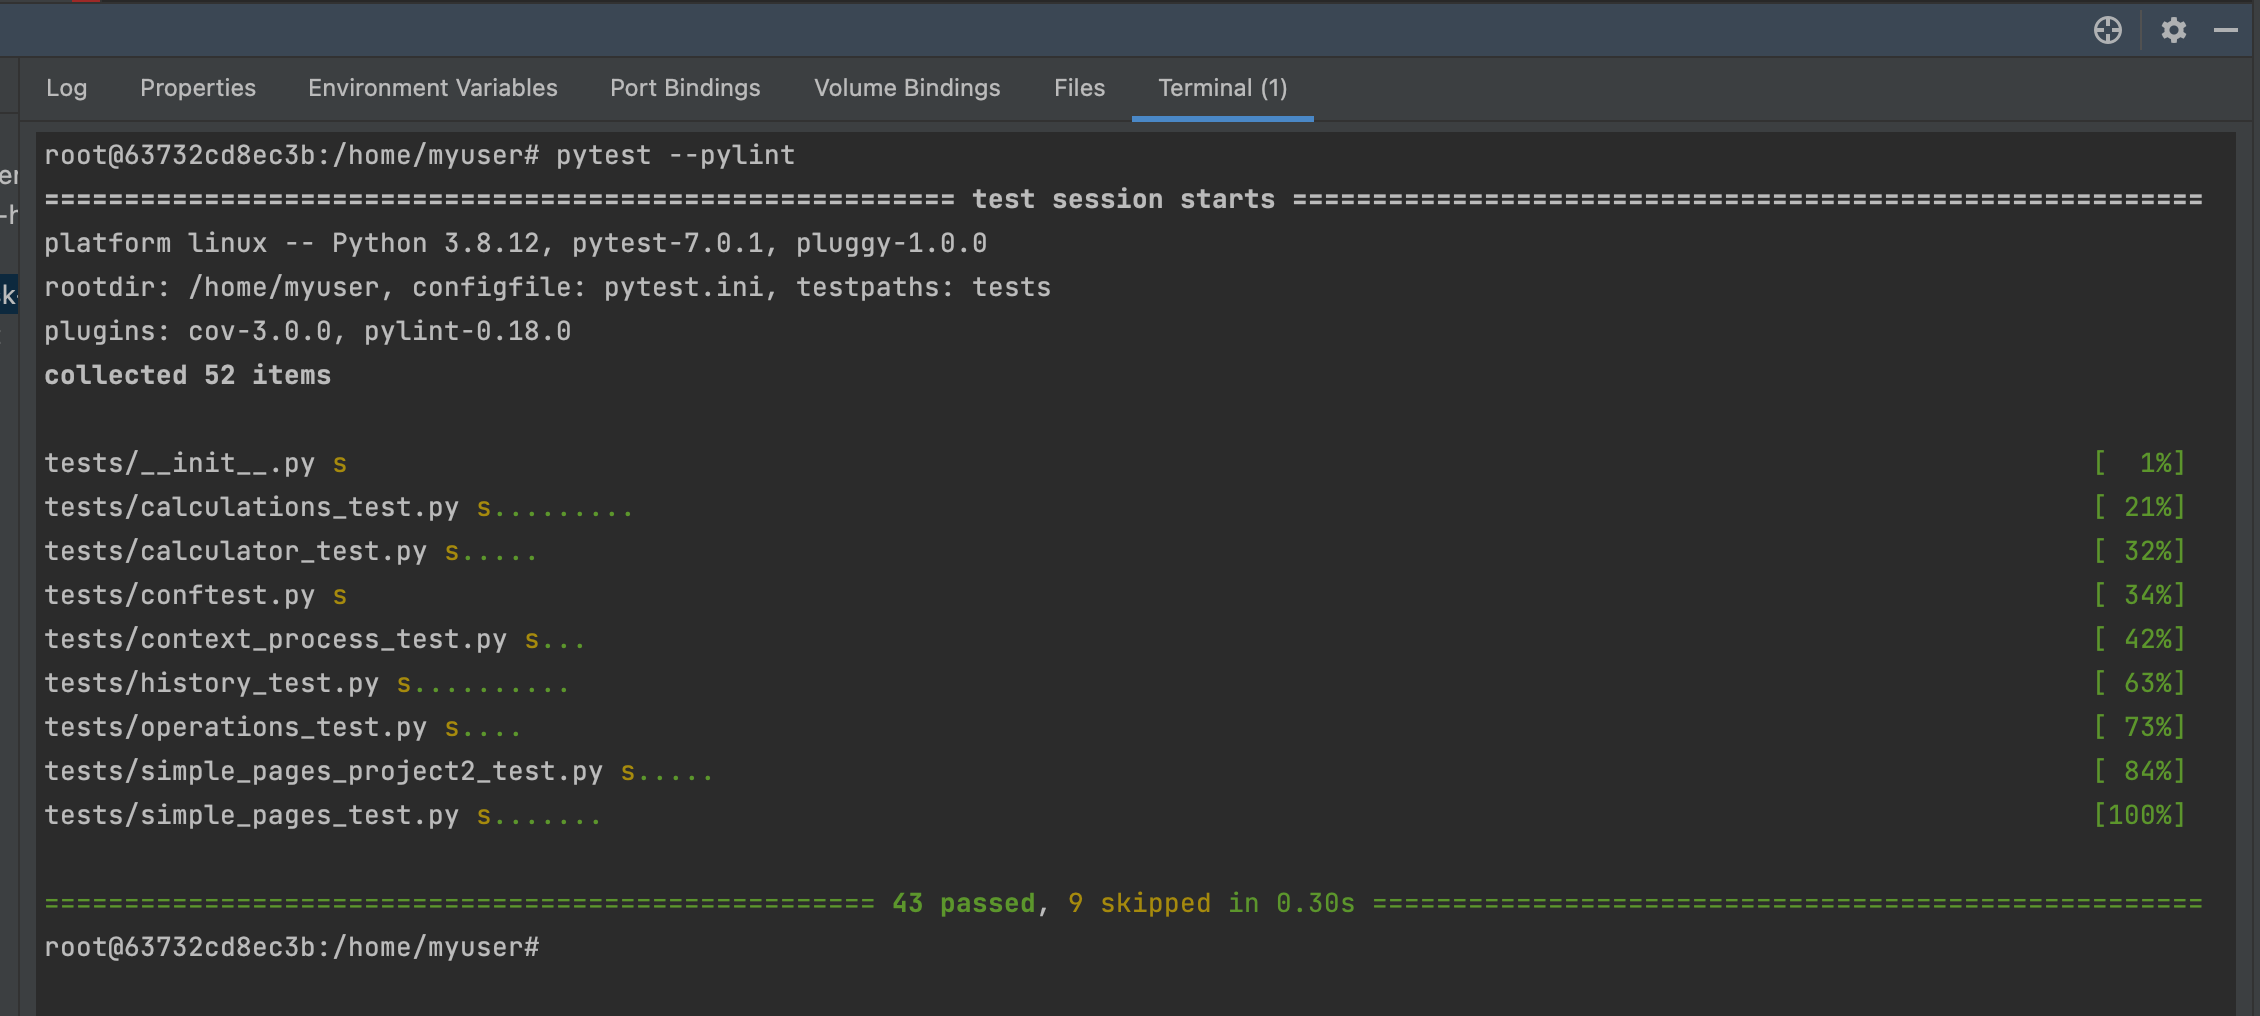 Log Properties Environment Variables Port Bindings Volume Bindings Files Terminal (1)
root@63732cd8ec3b:/home/myuser# pytest --pylint
========================================================= test session starts =========================================================
platform linux -- Python 3.8.12, pytest-7.0.1, pluggy-1.0.0
rootdir: /home/myuser, configfile: pytest.ini, testpaths: tests
plugins: cov-3.0.0, pylint-0.18.0
collected 52 items
tests/__init__.py s [  1%]
tests/calculations_test.py s......... [ 21%]
tests/calculator_test.py s..... [ 32%]
tests/conftest.py s [ 34%]
tests/context_process_test.py s... [ 42%]
tests/history_test.py s.......... [ 63%]
tests/operations_test.py s.... [ 73%]
tests/simple_pages_project2_test.py s..... [ 84%]
tests/simple_pages_test.py s....... [100%]
==================================================== 43 passed, 9 skipped in 0.30s ====================================================
root@63732cd8ec3b:/home/myuser#